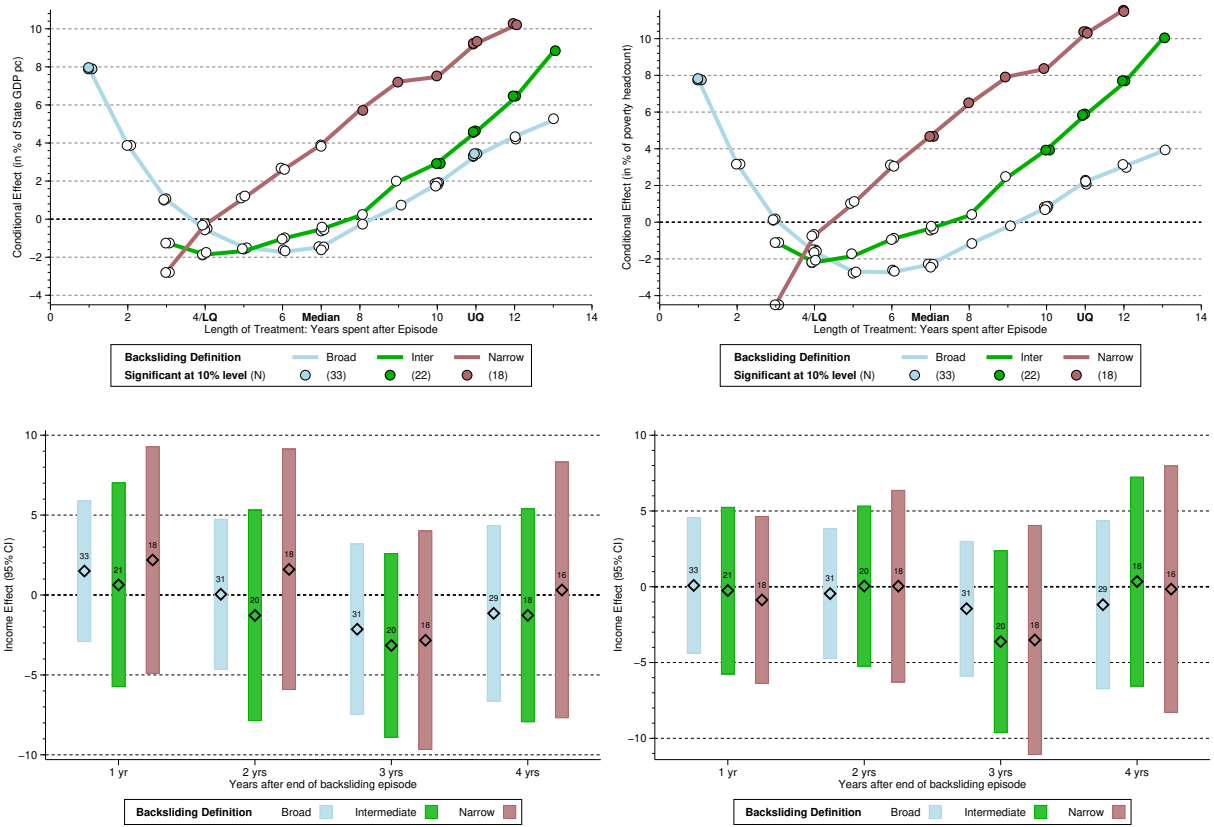 Conditional Effect (in % of State GDP pc)
10
8
6
4
2
0
−2
−4
0 2 4/LQ 6 Median 8 10 UQ 12 14
Length of Treatment: Years spent after Episode
Backsliding Definition Broad Inter Narrow
Significant at 10% level (N) (33) (22) (18)
Conditional Effect (in % of poverty headcount)
10
8
6
4
2
0
−2
−4
0 2 4/LQ 6 Median 8 10 UQ 12 14
Length of Treatment: Years spent after Episode
Backsliding Definition Broad Inter Narrow
Significant at 10% level (N) (33) (22) (18)
Income Effect (95% CI)
10
5
0
−5
−10
33 21 18 31 20 18 31 20 18 29 18 16
1 yr 2 yrs 3 yrs 4 yrs
Years after end of backsliding episode
Backsliding Definition Broad Intermediate Narrow
Income Effect (95% CI)
10
5
0
−5
−10
33 21 18 31 20 18 31 20 18 29 18 16
1 yr 2 yrs 3 yrs 4 yrs
Years after end of backsliding episode
Backsliding Definition Broad Intermediate Narrow